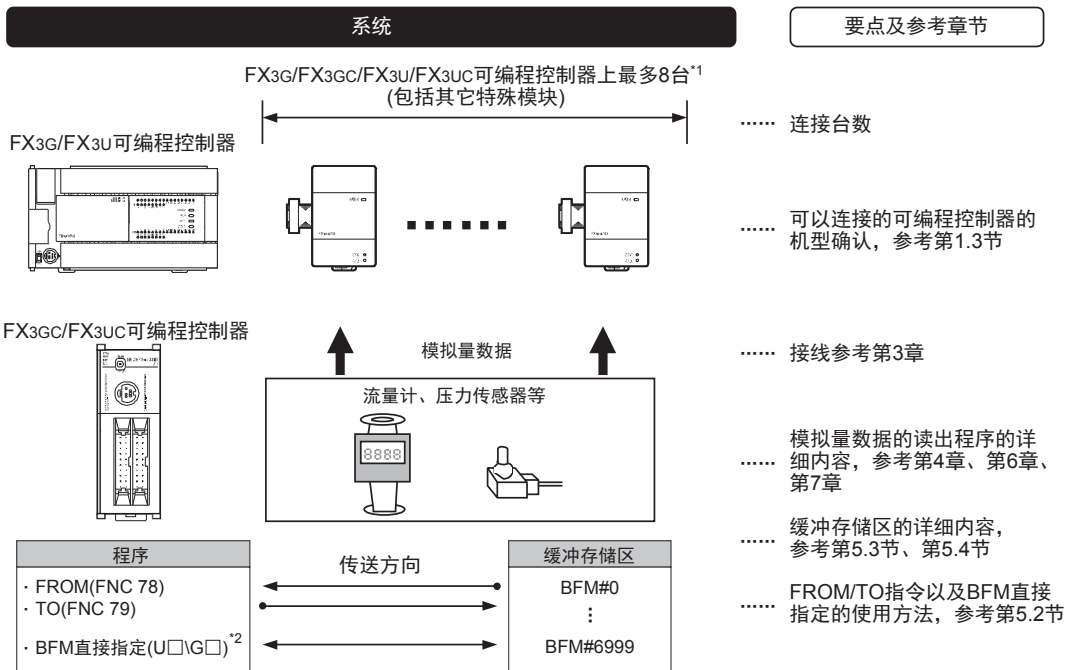 系统
要点及参考章节
FX3G/FX3GC/FX3U/FX3UC可编程控制器上最多8台*1
(包括其它特殊模块)
…… 连接台数
FX3G/FX3U可编程控制器
…… 可以连接的可编程控制器的
机型确认，参考第1.3节
FX3GC/FX3UC可编程控制器
模拟量数据
…… 接线参考第3章
流量计、压力传感器等
8888
模拟量数据的读出程序的详
…… 细内容，参考第4章、第6章、
第7章
程序
传送方向
缓冲存储区
…… 缓冲存储区的详细内容，
参考第5.3节、第5.4节
· FROM(FNC 78)
BFM#0
· TO(FNC 79)
⋮
…… FROM/TO指令以及BFM直接
指定的使用方法，参考第5.2节
· BFM直接指定(U□\G□)*2
BFM#6999